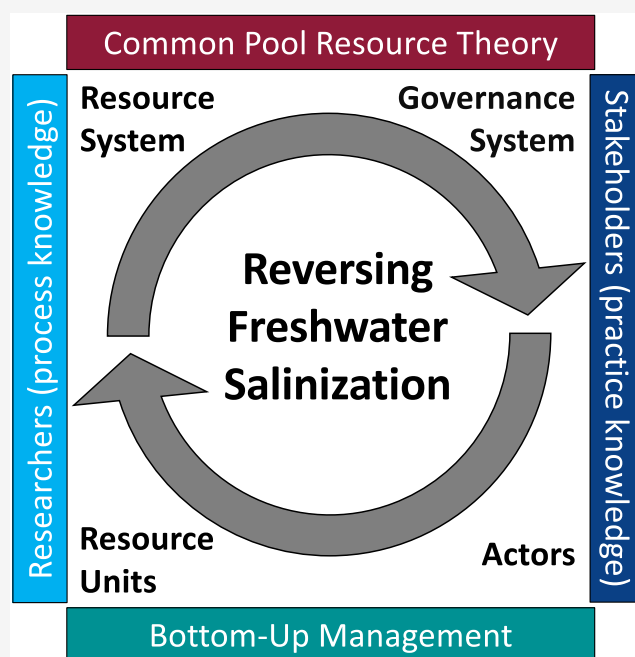 Common Pool Resource Theory
Researchers (process knowledge)
Resource
System
Governance
System
Stakeholders (practice knowledge)
Reversing
Freshwater
Salinization
Resource
Units
Actors
Bottom-Up Management